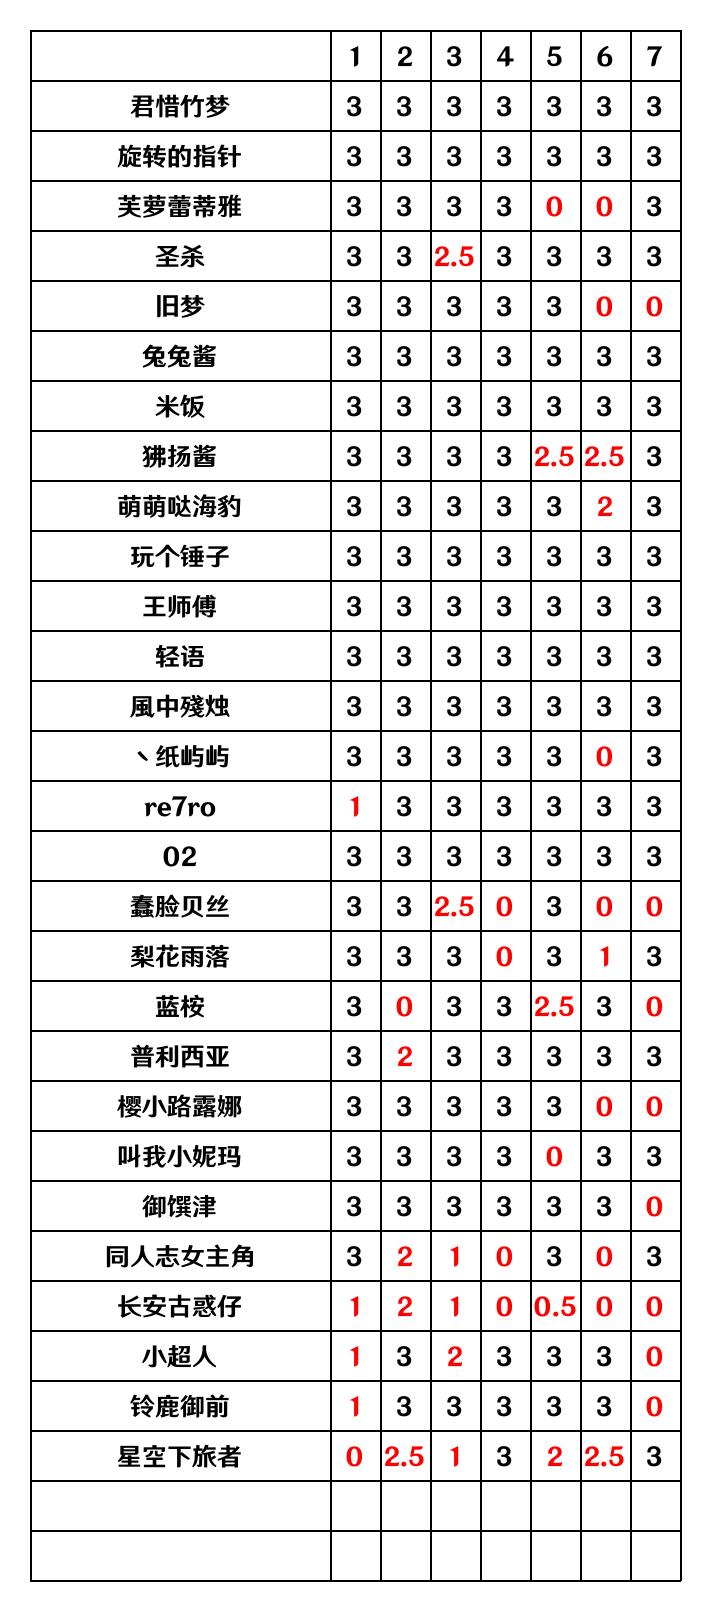 1 2 3 4 5 6 7
君惜竹梦 3 3 3 3 3 3 3
旋转的指针 3 3 3 3 3 3 3
芙萝蕾蒂雅 3 3 3 3 0 0 3
圣杀 3 3 2.5 3 3 3 3
旧梦 3 3 3 3 3 0 0
兔兔酱 3 3 3 3 3 3 3
米饭 3 3 3 3 3 3 3
狒扬酱 3 3 3 3 2.5 2.5 3
萌萌哒海豹 3 3 3 3 3 2 3
玩个锤子 3 3 3 3 3 3 3
王师傅 3 3 3 3 3 3 3
轻语 3 3 3 3 3 3 3
風中殘烛 3 3 3 3 3 3 3
丶纸屿屿 3 3 3 3 3 0 3
re7ro 1 3 3 3 3 3 3
02 3 3 3 3 3 3 3
蠢脸贝丝 3 3 2.5 0 3 0 0
梨花雨落 3 3 3 0 3 1 3
蓝桉 3 0 3 3 2.5 3 0
普利西亚 3 2 3 3 3 3 3
樱小路露娜 3 3 3 3 3 0 0
叫我小妮玛 3 3 3 3 0 3 3
御馔津 3 3 3 3 3 3 0
同人志女主角 3 2 1 0 3 0 3
长安古惑仔 1 2 1 0 0.5 0 0
小超人 1 3 2 3 3 3 0
铃鹿御前 1 3 3 3 3 3 0
星空下旅者 0 2.5 1 3 2 2.5 3